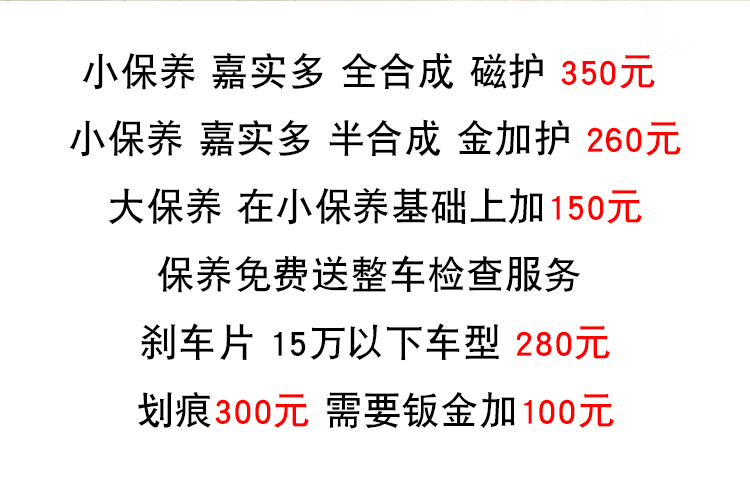 小保养 嘉实多 全合成 磁护 350元
小保养 嘉实多 半合成 金加护 260元
大保养 在小保养基础上加150元
保养免费送整车检查服务
刹车片 15万以下车型 280元
划痕300元 需要钣金加100元